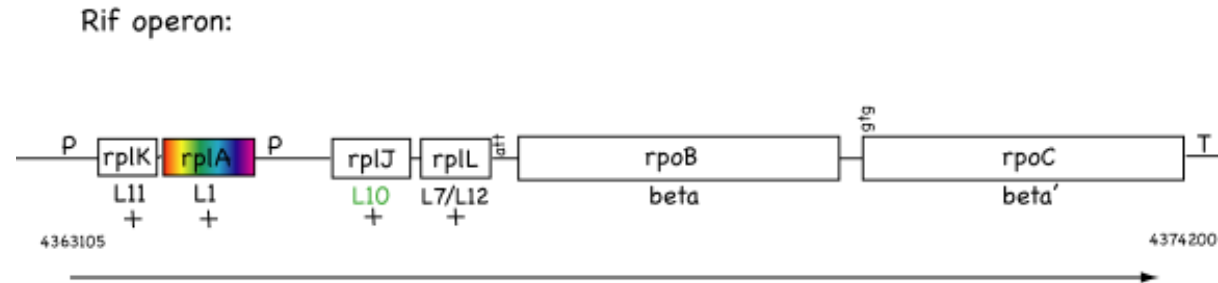 Rif operon:
P rplK rplA P rplJ rplL att rpoB gtg rpoC T
L11 L1 L10 L7/L12 beta beta’
+ + + +
4363105 4374200